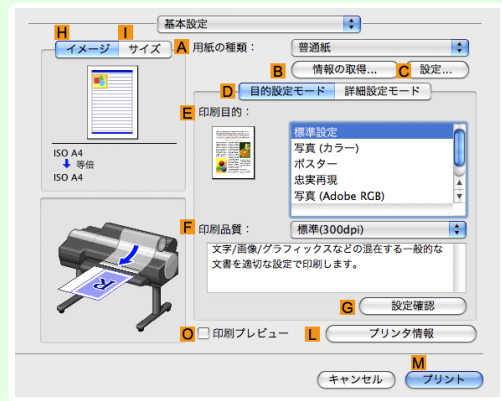 基本設定
H I
イメージ サイズ
A 用紙の種類： 普通紙
B 情報の取得... C 設定...
D 目的設定モード 詳細設定モード
E 印刷目的：
標準設定
写真 (カラー)
ポスター
忠実再現
写真 (Adobe RGB)
ISO A4
等倍
ISO A4
F 印刷品質： 標準(300dpi)
文字/画像/グラフィックスなどの混在する一般的な
文書を適切な設定で印刷します。
G 設定確認
O 印刷プレビュー L プリンタ情報
M
キャンセル プリント